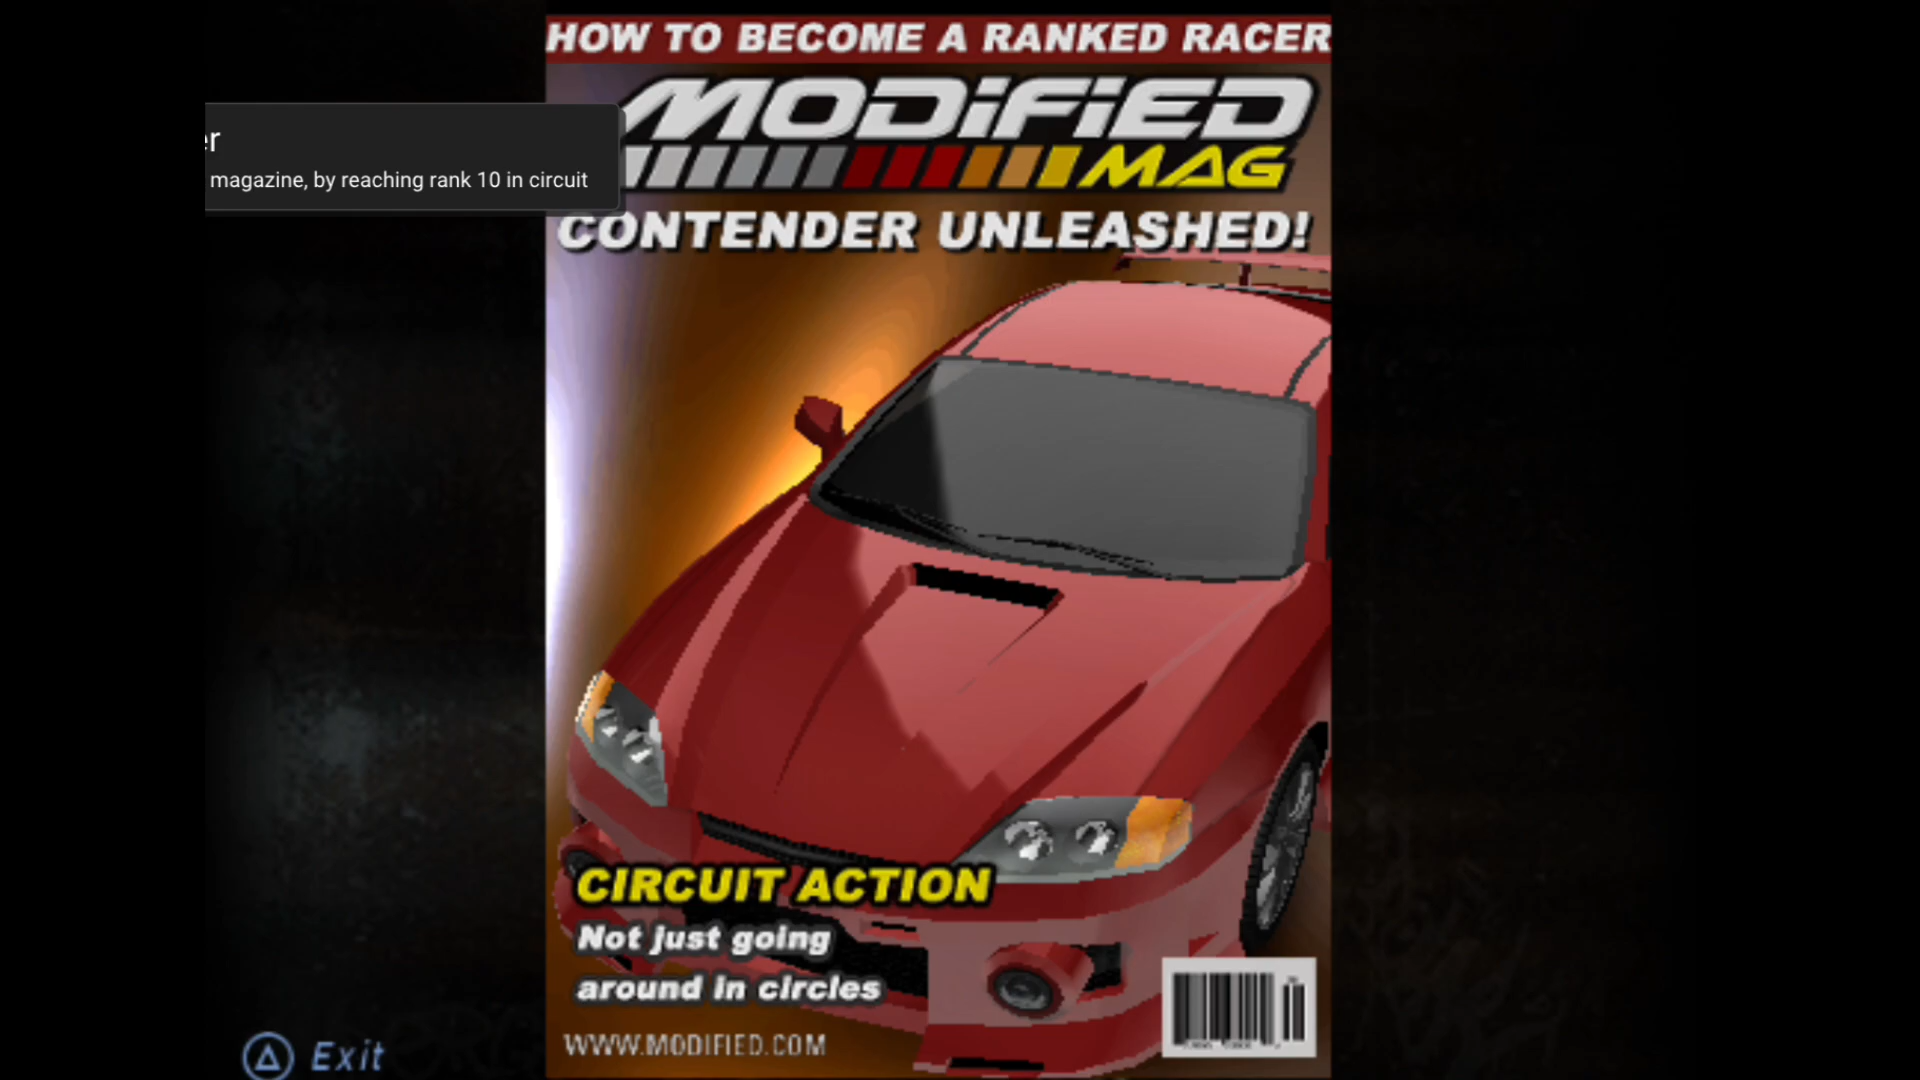 HOW TO BECOME A RANKED RACER
MODiFiED
MAG
er
magazine, by reaching rank 10 in circuit
CONTENDER UNLEASHED!
CIRCUIT ACTION
Not just going
around in circles
WWW.MODIFIED.COM
Exit